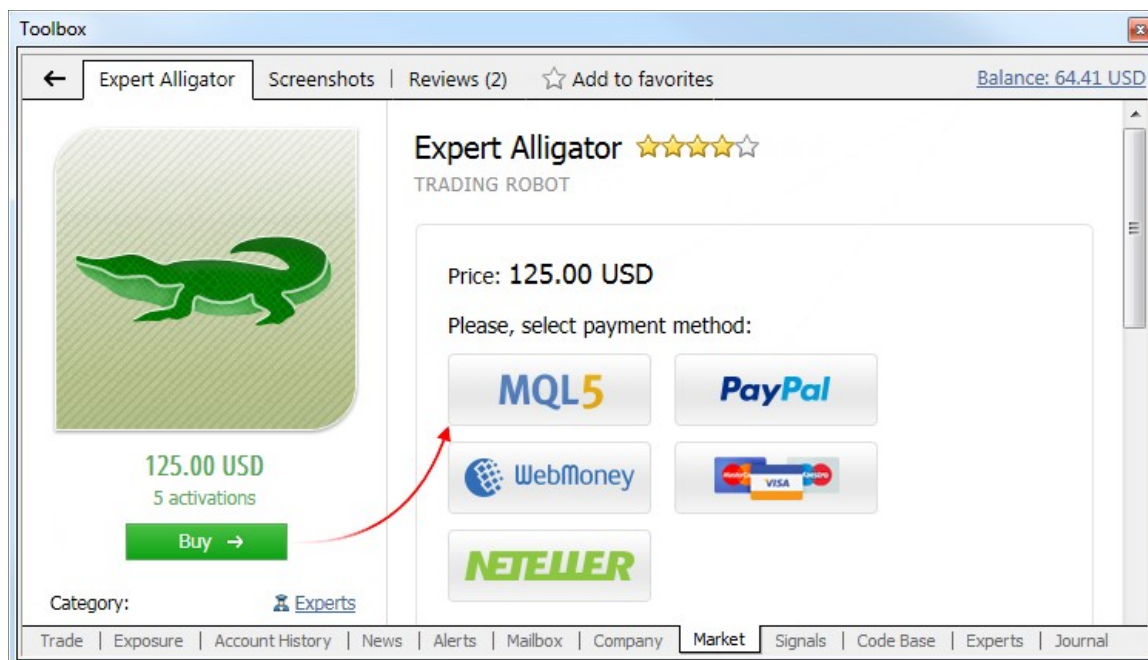 Toolbox
Expert Alligator Screenshots | Reviews (2) Add to favorites Balance: 64.41 USD
Expert Alligator
TRADING ROBOT
Price: 125.00 USD
Please, select payment method:
MQL5 PayPal
WebMoney VISA
NETELLER
125.00 USD
5 activations
Buy →
Category: Experts
Trade | Exposure | Account History | News | Alerts | Mailbox | Company | Market | Signals | Code Base | Experts | Journal